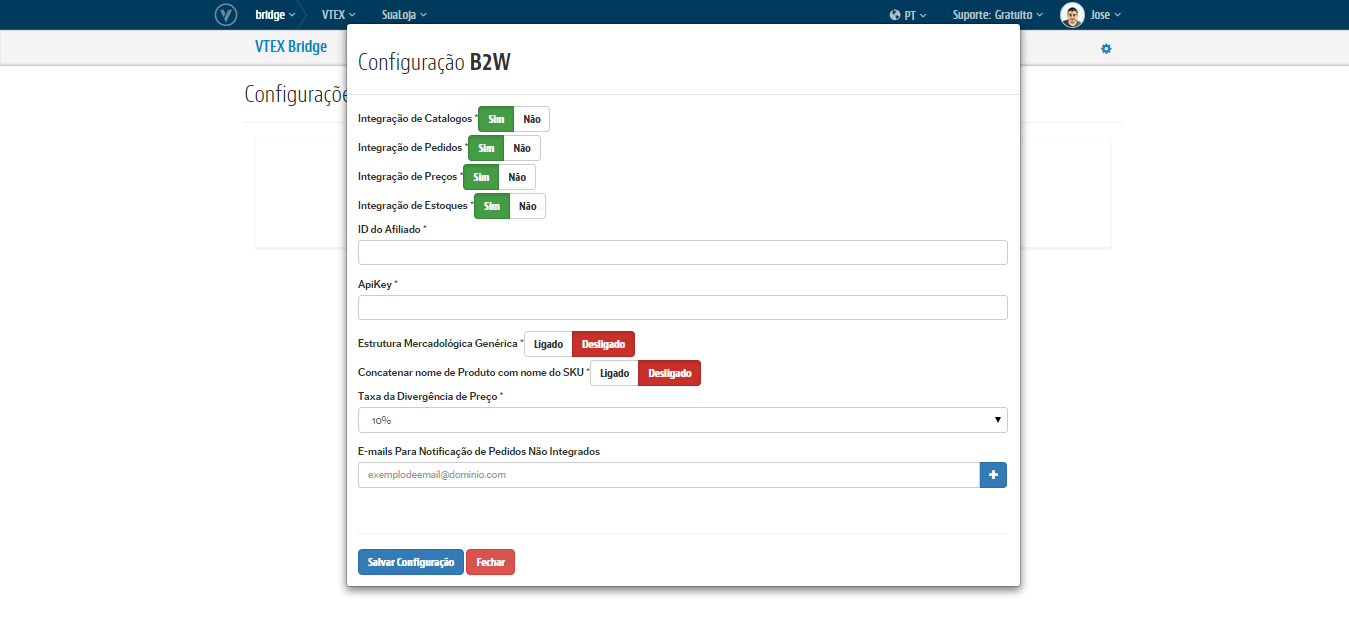 bridge VTEX SuaLoja PT Suporte: Gratuito Jose
VTEX Bridge
Configuraçõe
Configuração B2W
Integração de Catalogos * Sim Não
Integração de Pedidos * Sim Não
Integração de Preços * Sim Não
Integração de Estoques * Sim Não
ID do Afiliado *
ApiKey *
Estrutura Mercadológica Genérica * Ligado Desligado
Concatenar nome de Produto com nome do SKU * Ligado Desligado
Taxa da Divergência de Preço *
10%
E-mails Para Notificação de Pedidos Não Integrados
exemplodeemail@dominio.com +
Salvar Configuração Fechar